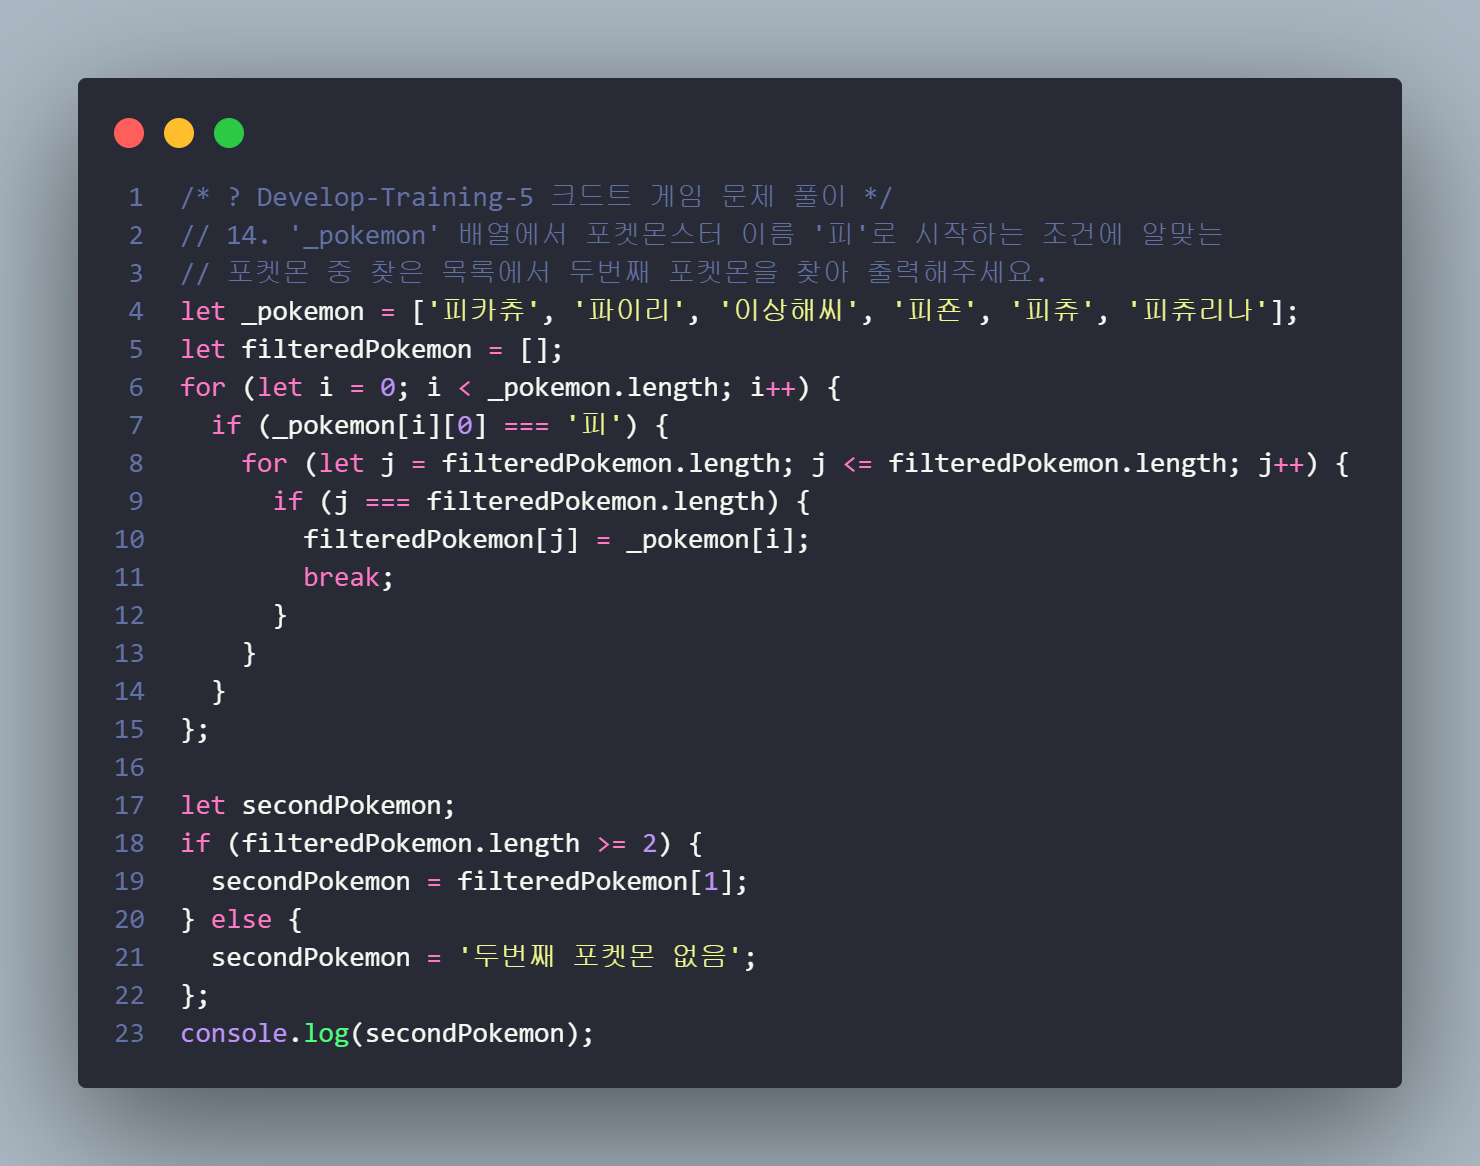 1 /* ? Develop-Training-5 크드트 게임 문제 풀이 */
2 // 14. '_pokemon' 배열에서 포켓몬스터 이름 '피'로 시작하는 조건에 알맞는
3 // 포켓몬 중 찾은 목록에서 두번째 포켓몬을 찾아 출력해주세요.
4 let _pokemon = ['피카츄', '파이리', '이상해씨', '피죤', '피츄', '피츄리나'];
5 let filteredPokemon = [];
6 for (let i = 0; i < _pokemon.length; i++) {
7   if (_pokemon[i][0] === '피') {
8     for (let j = filteredPokemon.length; j <= filteredPokemon.length; j++) {
9       if (j === filteredPokemon.length) {
10         filteredPokemon[j] = _pokemon[i];
11         break;
12       }
13     }
14   }
15 };
16
17 let secondPokemon;
18 if (filteredPokemon.length >= 2) {
19   secondPokemon = filteredPokemon[1];
20 } else {
21   secondPokemon = '두번째 포켓몬 없음';
22 };
23 console.log(secondPokemon);